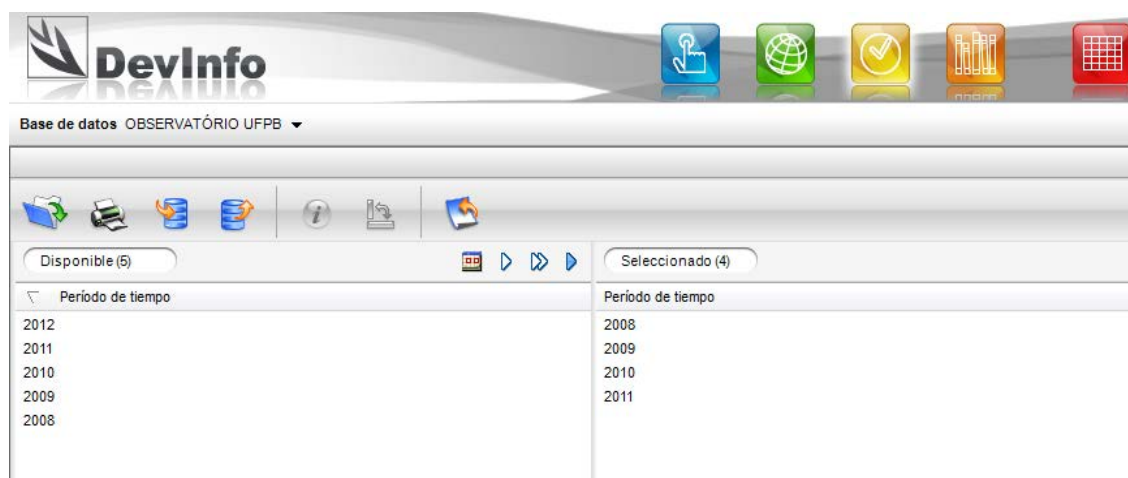 DevInfo
Base de datos OBSERVATÓRIO UFPB
Disponible (5)
Seleccionado (4)
Período de tiempo
Período de tiempo
2012
2008
2011
2009
2010
2010
2009
2011
2008